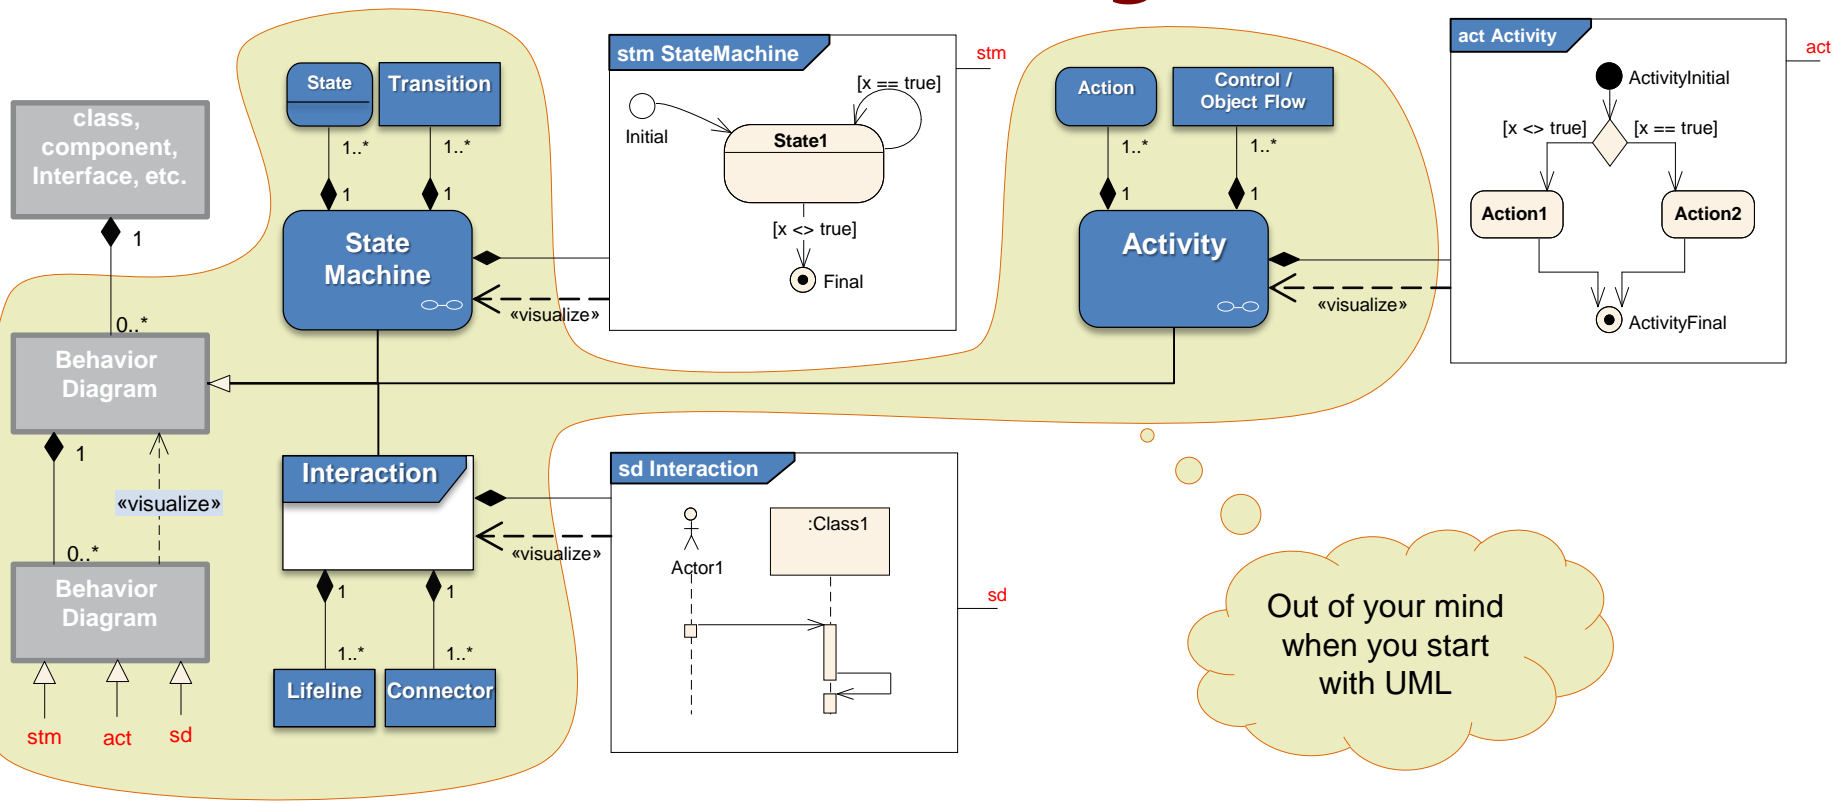 class,
component,
Interface, etc.
1
0..*
Behavior
Diagram
1
«visualize»
0..*
Behavior
Diagram
stm
act
sd
State
Transition
1..*
1..*
1
1
State
Machine
«visualize»
stm StateMachine
stm
Initial
[x == true]
State1
[x <> true]
Final
Interaction
«visualize»
1
1
1..*
1..*
Lifeline
Connector
sd Interaction
sd
Actor1
:Class1
Action
Control /
Object Flow
1..*
1..*
1
1
Activity
«visualize»
act Activity
act
ActivityInitial
[x <> true]
[x == true]
Action1
Action2
ActivityFinal
Out of your mind
when you start
with UML